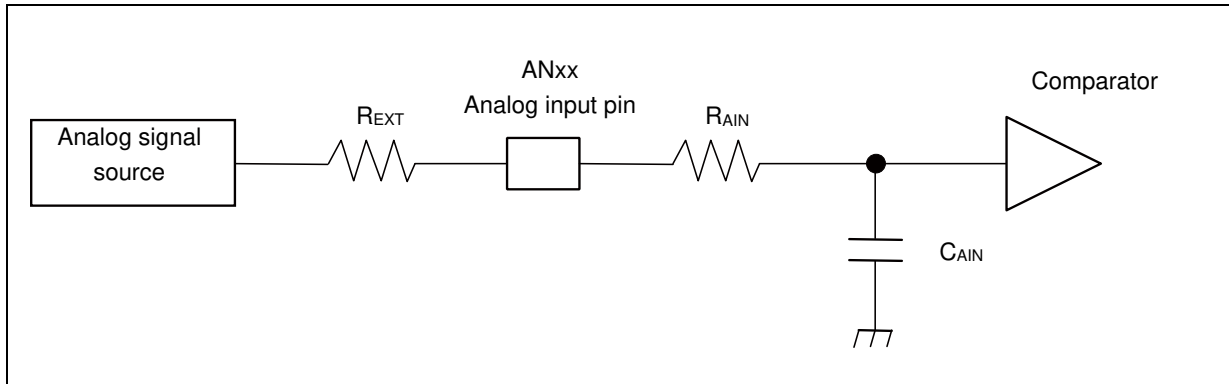 ANxx
Analog input pin
Comparator
Analog signal
source
REXT
RAIN
CAIN